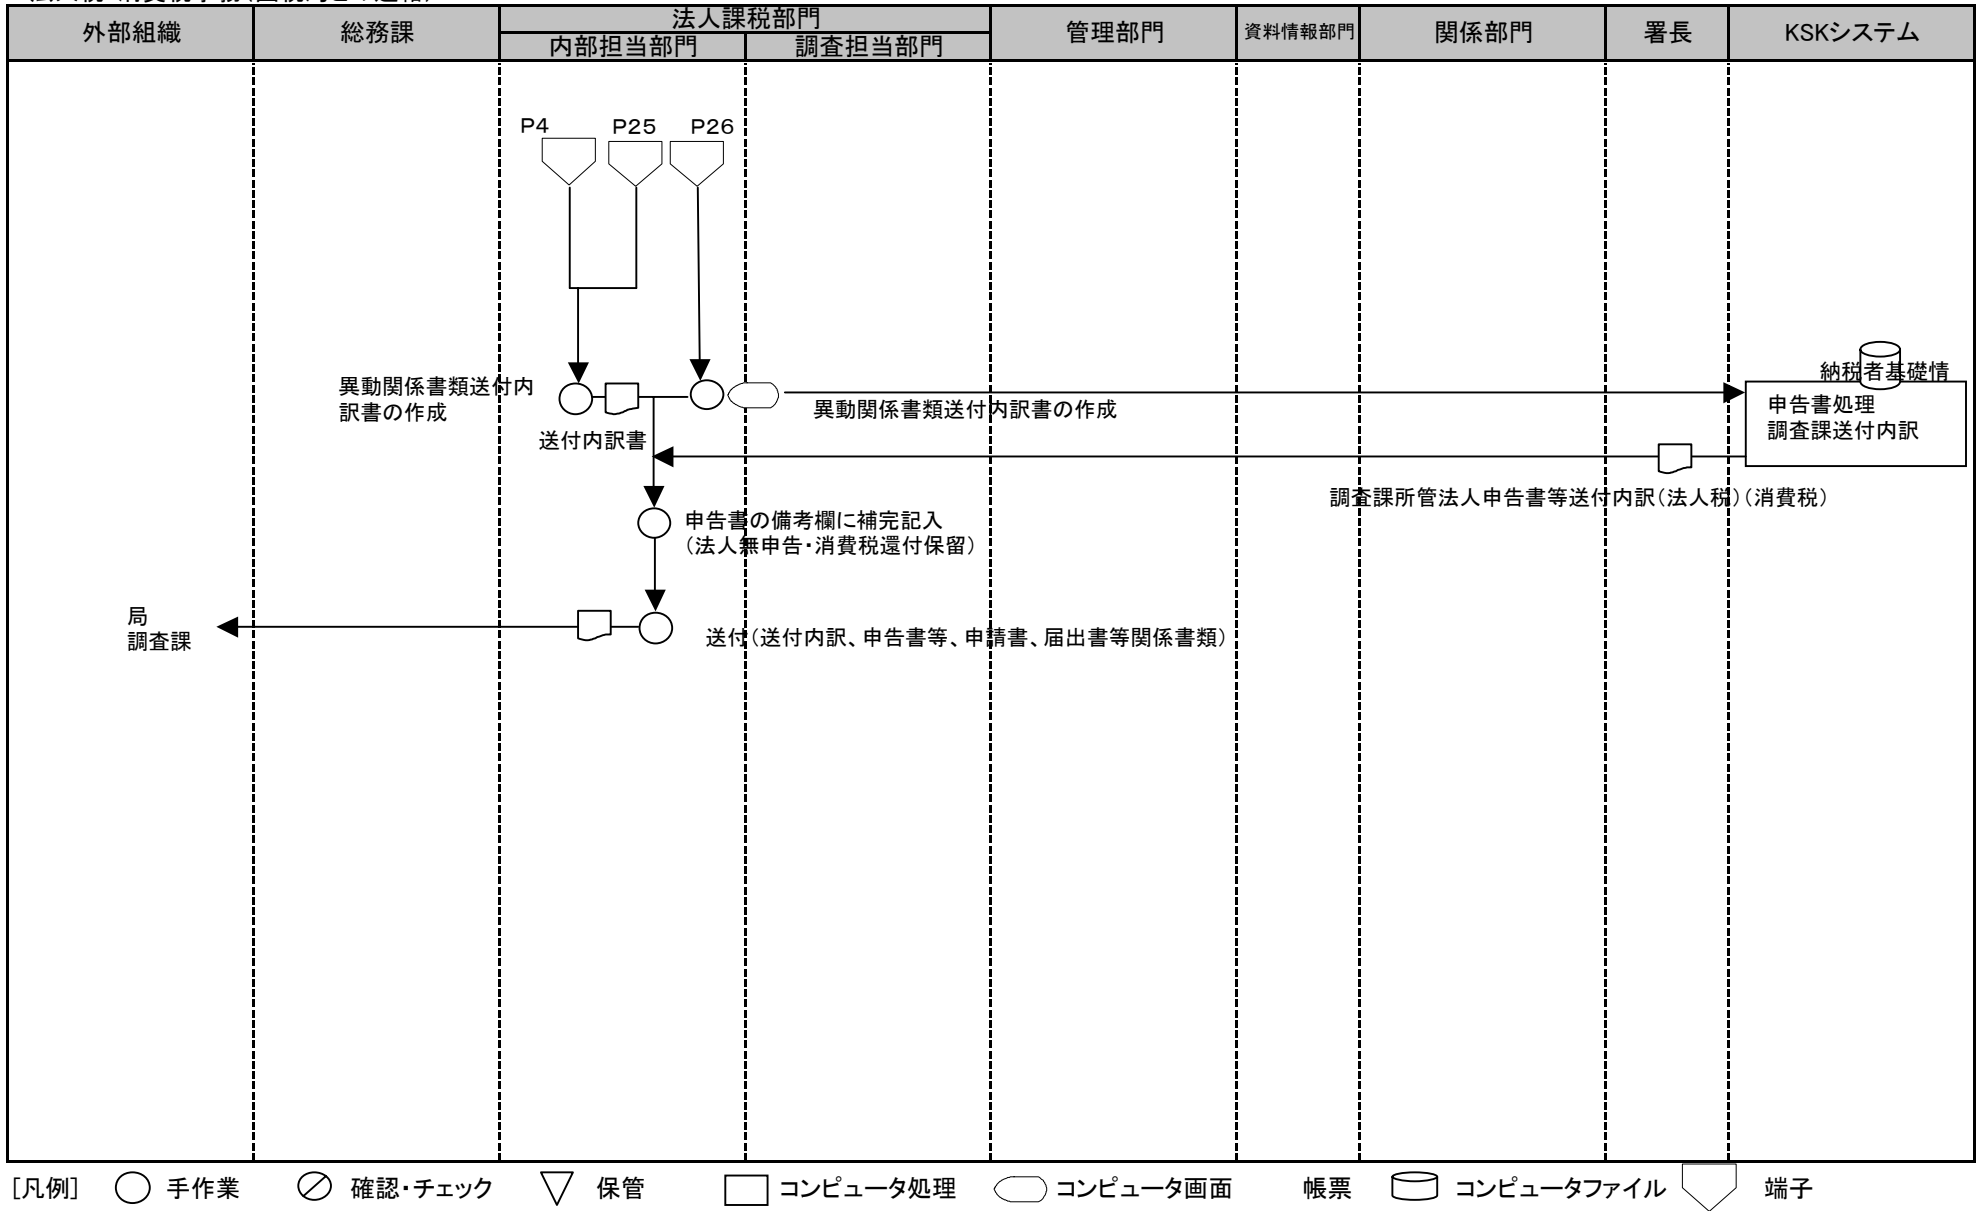 外部組織
総務課
法人課税部門
内部担当部門
調査担当部門
管理部門
資料情報部門
関係部門
署長
KSKシステム
P4
P25
P26
異動関係書類送付内
訳書の作成
送付内訳書
異動関係書類送付内訳書の作成
納税者基礎情
申告書処理
調査課送付内訳
調査課所管法人申告書等送付内訳(法人税)(消費税)
申告書の備考欄に補完記入
(法人無申告・消費税還付保留)
局
調査課
送付(送付内訳、申告書等、申請書、届出書等関係書類)
[凡例]
手作業
確認・チェック
保管
コンピュータ処理
コンピュータ画面
帳票
コンピュータファイル
端子